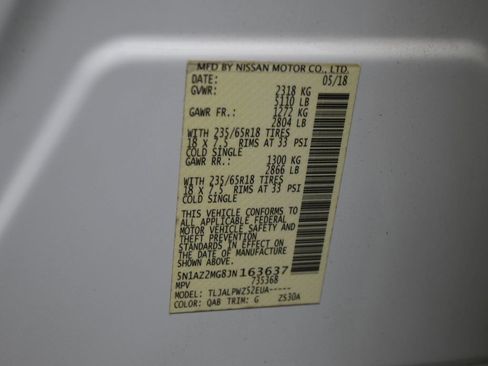 MFD BY NISSAN MOTOR CO., LTD.
DATE: 05/18
GVWR: 2318 KG
5110 LB
GAWR FR.: 1272 KG
2804 LB
WITH 235/65R18 TIRES
18 X 7.5 RIMS AT 33 PSI
COLD SINGLE
GAWR RR.: 1300 KG
2866 LB
WITH 235/65R18 TIRES
18 X 7.5 RIMS AT 33 PSI
COLD SINGLE
THIS VEHICLE CONFORMS TO
ALL APPLICABLE FEDERAL
MOTOR VEHICLE SAFETY AND
THEFT PREVENTION
STANDARDS IN EFFECT ON
THE DATE OF MANUFACTURE
5N1AZ2MG8JN163637
MPV 735368
MODEL: TLJALPWZ52EUA-----
COLOR: QAB TRIM: G ZS30A